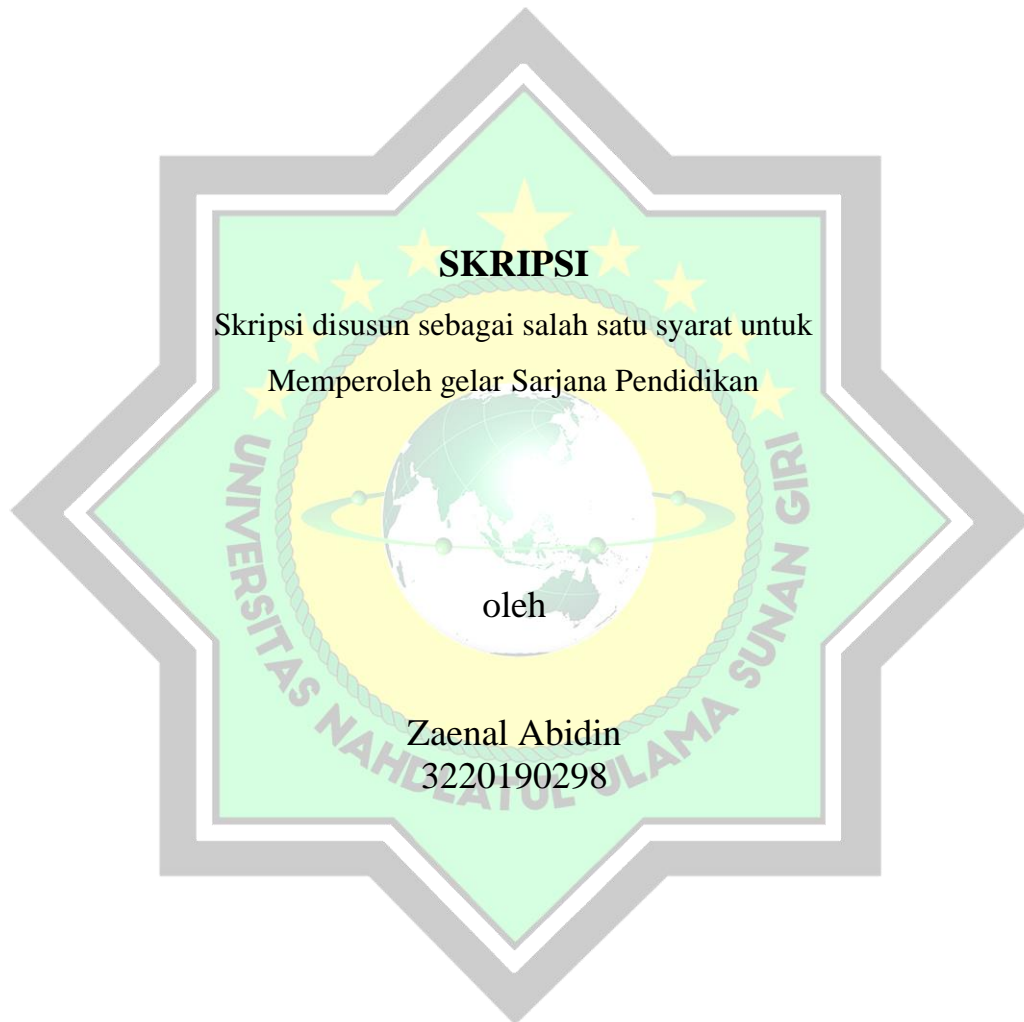 SKRIPSI
Skripsi disusun sebagai salah satu syarat untuk
Memperoleh gelar Sarjana Pendidikan
oleh
Zaenal Abidin
3220190298
UNIVERSITAS NAHDLATUL ULAMA SUNAN GIRI